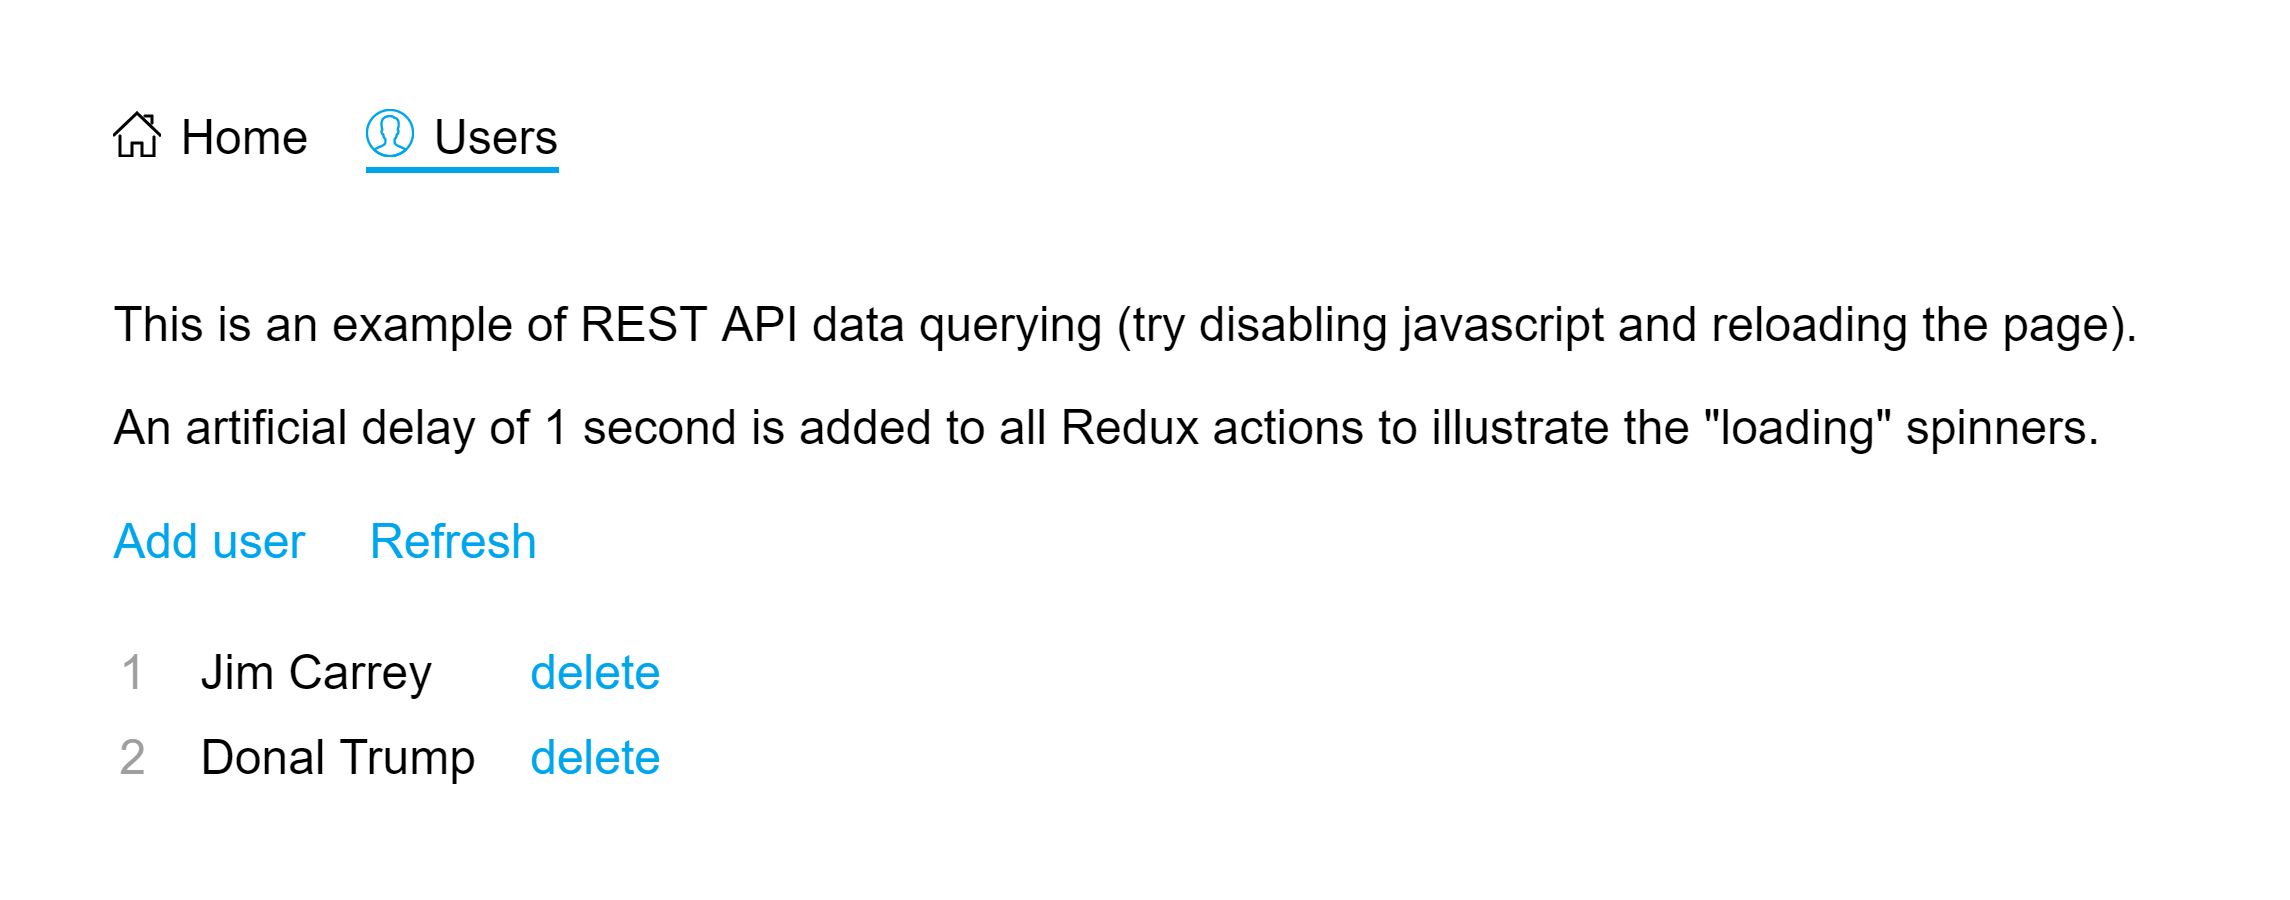 Home Users
This is an example of REST API data querying (try disabling javascript and reloading the page).
An artificial delay of 1 second is added to all Redux actions to illustrate the "loading" spinners.
Add user Refresh
1 Jim Carrey delete
2 Donal Trump delete